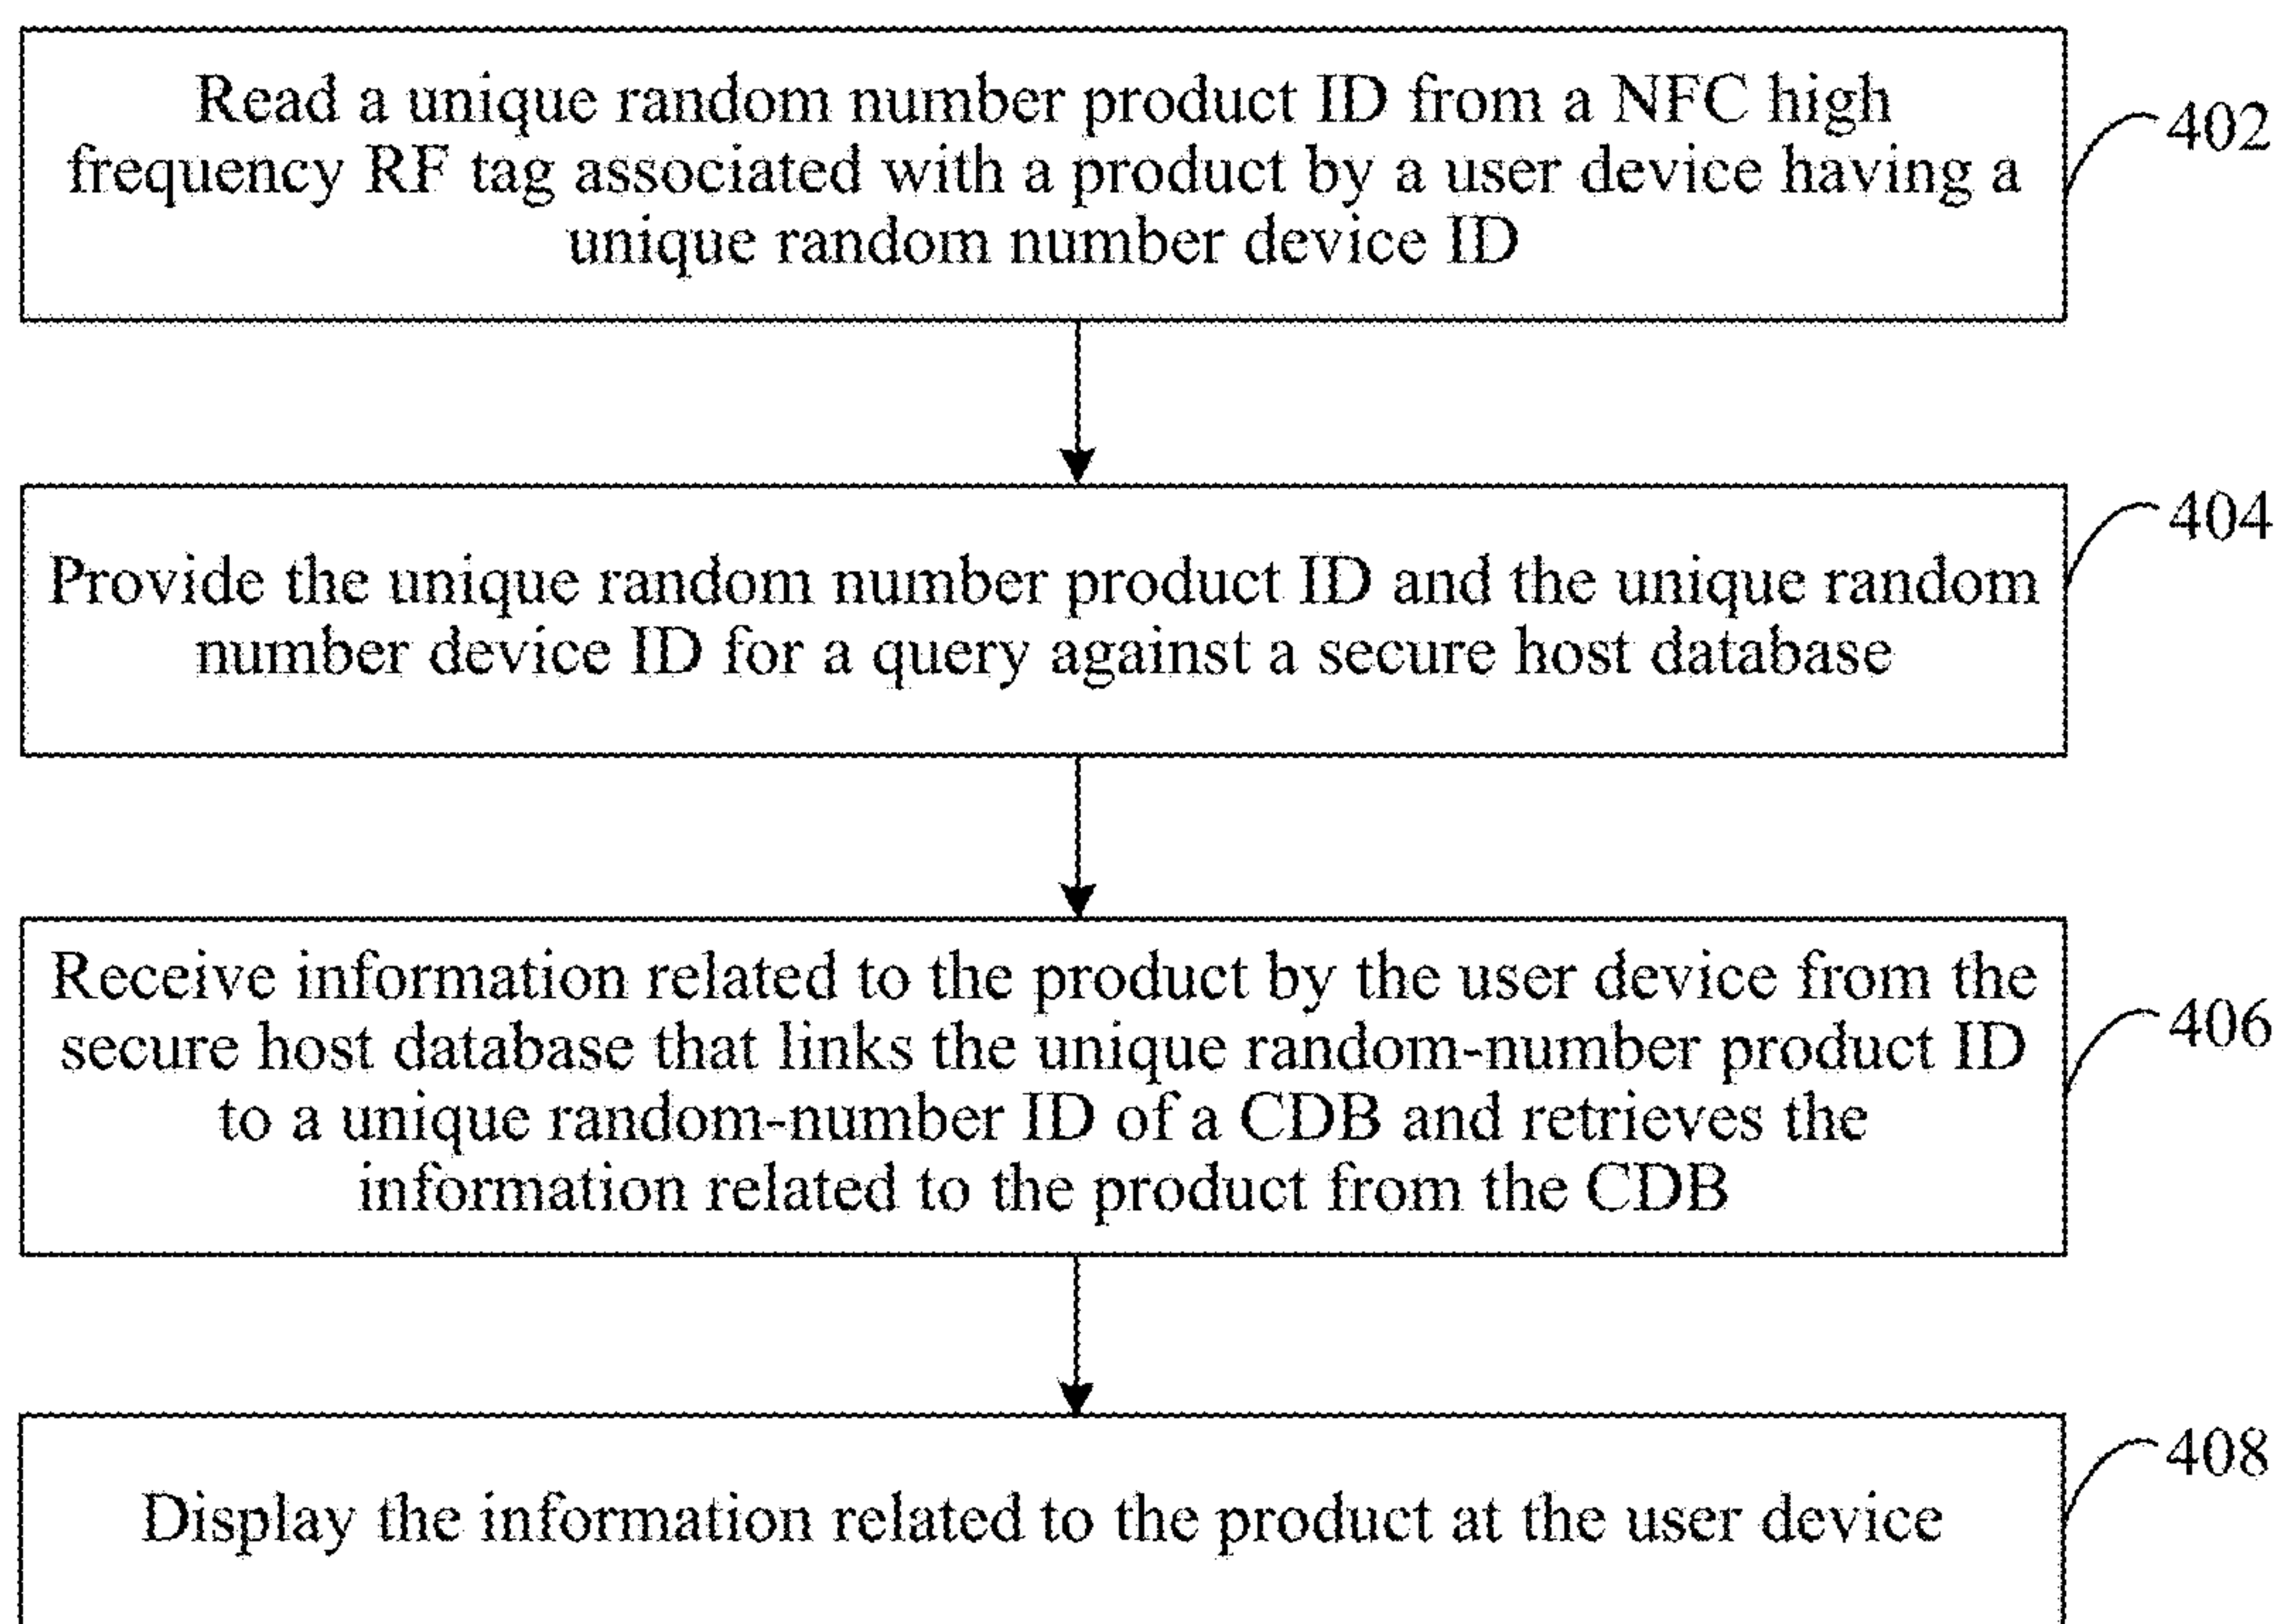 Read a unique random number product ID from a NFC high
frequency RF tag associated with a product by a user device having a
unique random number device ID
402
Provide the unique random number product ID and the unique random
number device ID for a query against a secure host database
404
Receive information related to the product by the user device from the
secure host database that links the unique random-number product ID
to a unique random-number ID of a CDB and retrieves the
information related to the product from the CDB
406
Display the information related to the product at the user device
408